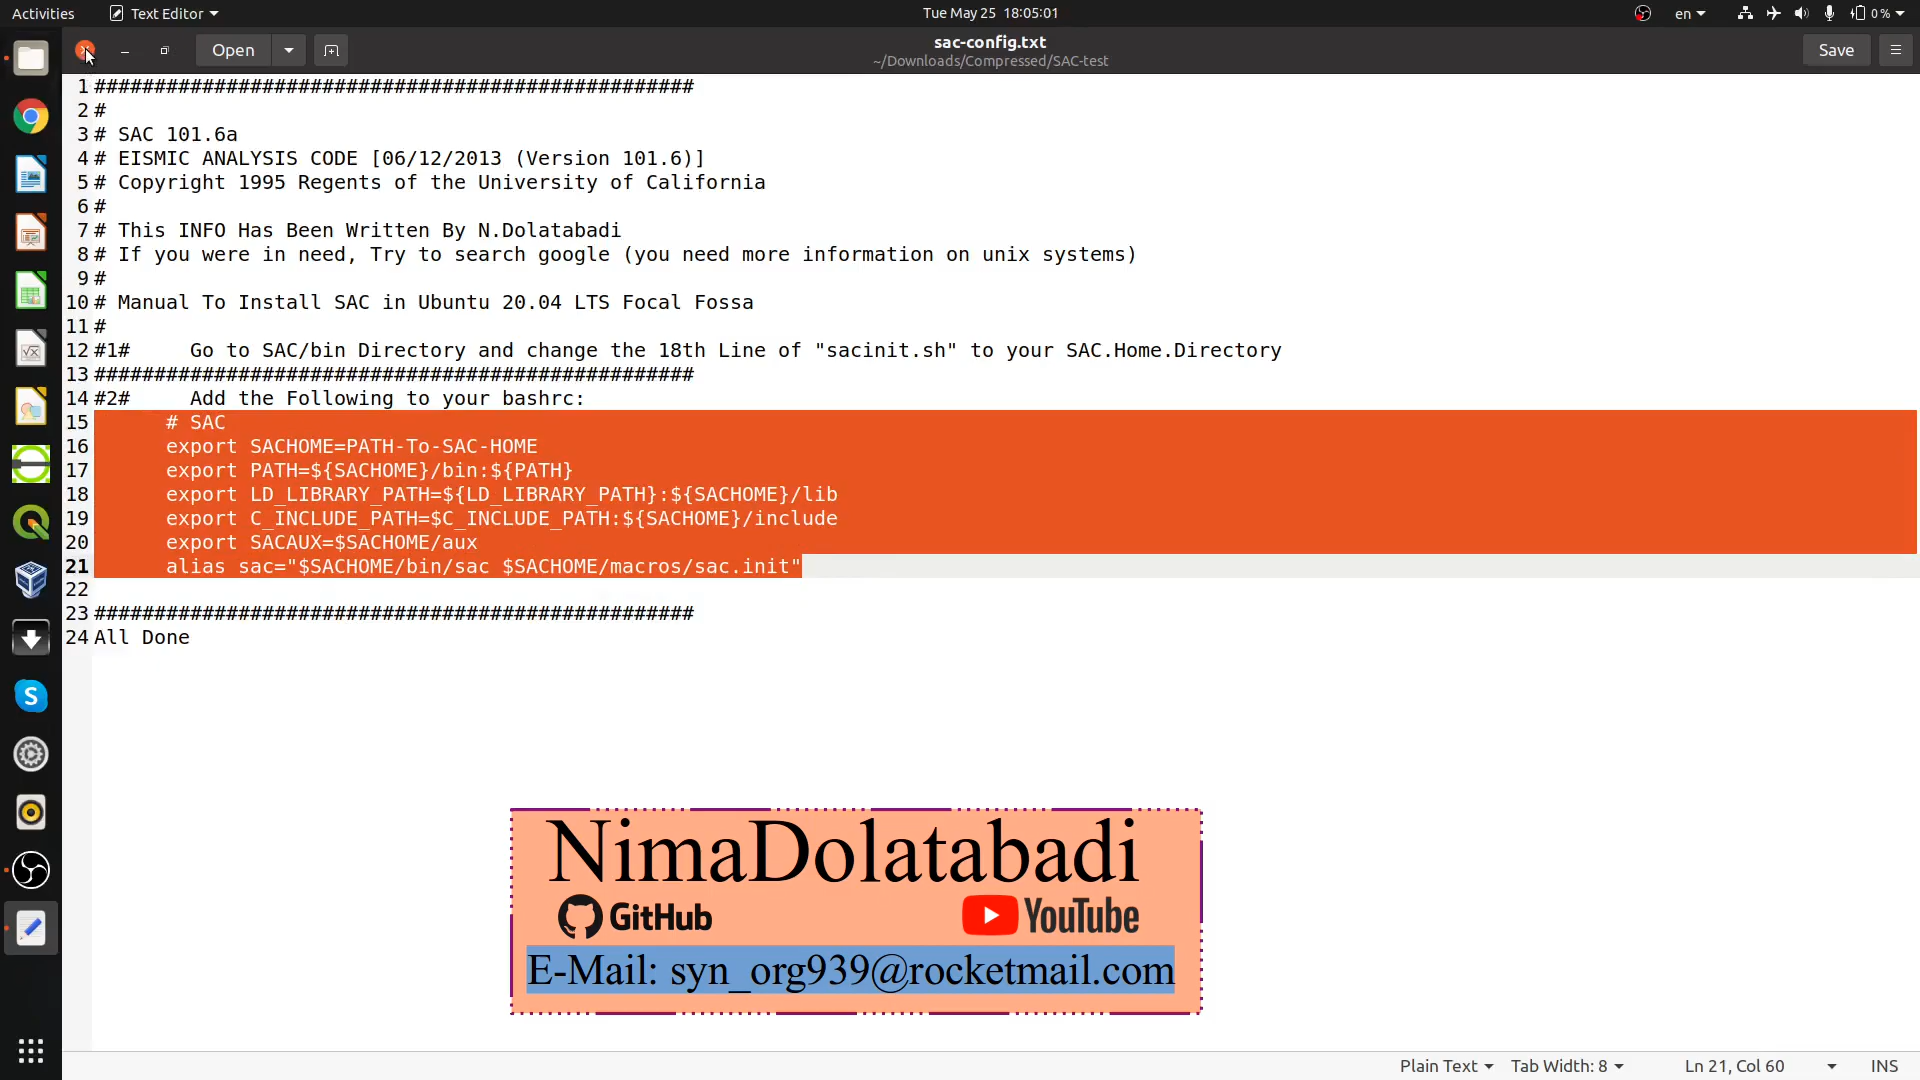 Activities Text Editor Tue May 25 18:05:01 en 0 %
Open sac-config.txt Save
~/Downloads/Compressed/SAC-test
1 ##################################################
2 #
3 # SAC 101.6a
4 # EISMIC ANALYSIS CODE [06/12/2013 (Version 101.6)]
5 # Copyright 1995 Regents of the University of California
6 #
7 # This INFO Has Been Written By N.Dolatabadi
8 # If you were in need, Try to search google (you need more information on unix systems)
9 #
10 # Manual To Install SAC in Ubuntu 20.04 LTS Focal Fossa
11 #
12 #1# Go to SAC/bin Directory and change the 18th Line of "sacinit.sh" to your SAC.Home.Directory
13 ##################################################
14 #2# Add the Following to your bashrc:
15 # SAC
16 export SACHOME=PATH-To-SAC-HOME
17 export PATH=${SACHOME}/bin:${PATH}
18 export LD_LIBRARY_PATH=${LD_LIBRARY_PATH}:${SACHOME}/lib
19 export C_INCLUDE_PATH=$C_INCLUDE_PATH:${SACHOME}/include
20 export SACAUX=$SACHOME/aux
21 alias sac="$SACHOME/bin/sac $SACHOME/macros/sac.init"
22
23 ##################################################
24 All Done
NimaDolatabadi
GitHub YouTube
E-Mail: syn_org939@rocketmail.com
Plain Text Tab Width: 8 Ln 21, Col 60 INS